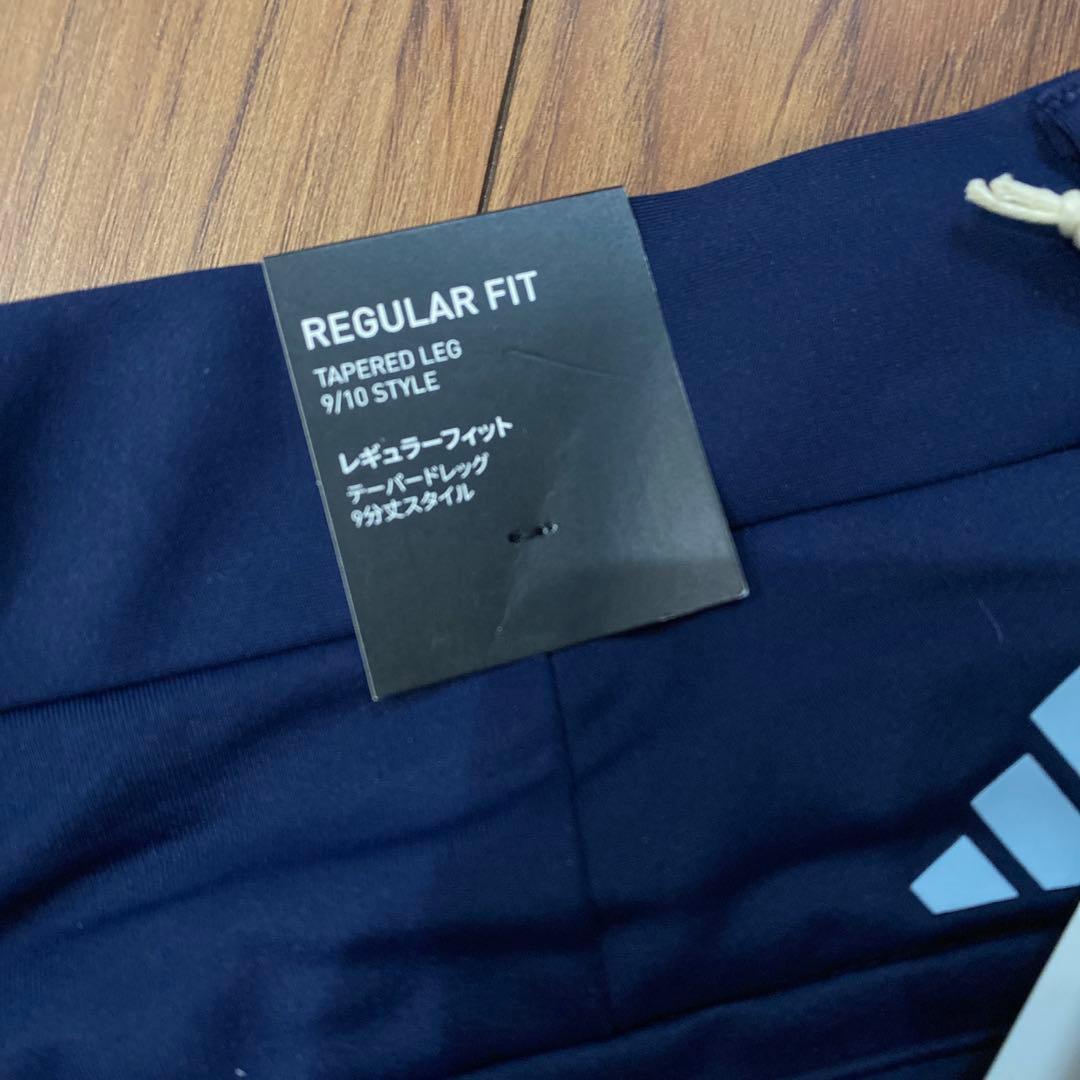 REGULAR FIT
TAPERED LEG
9/10 STYLE
レギュラーフィット
テーパードレッグ
9分丈スタイル